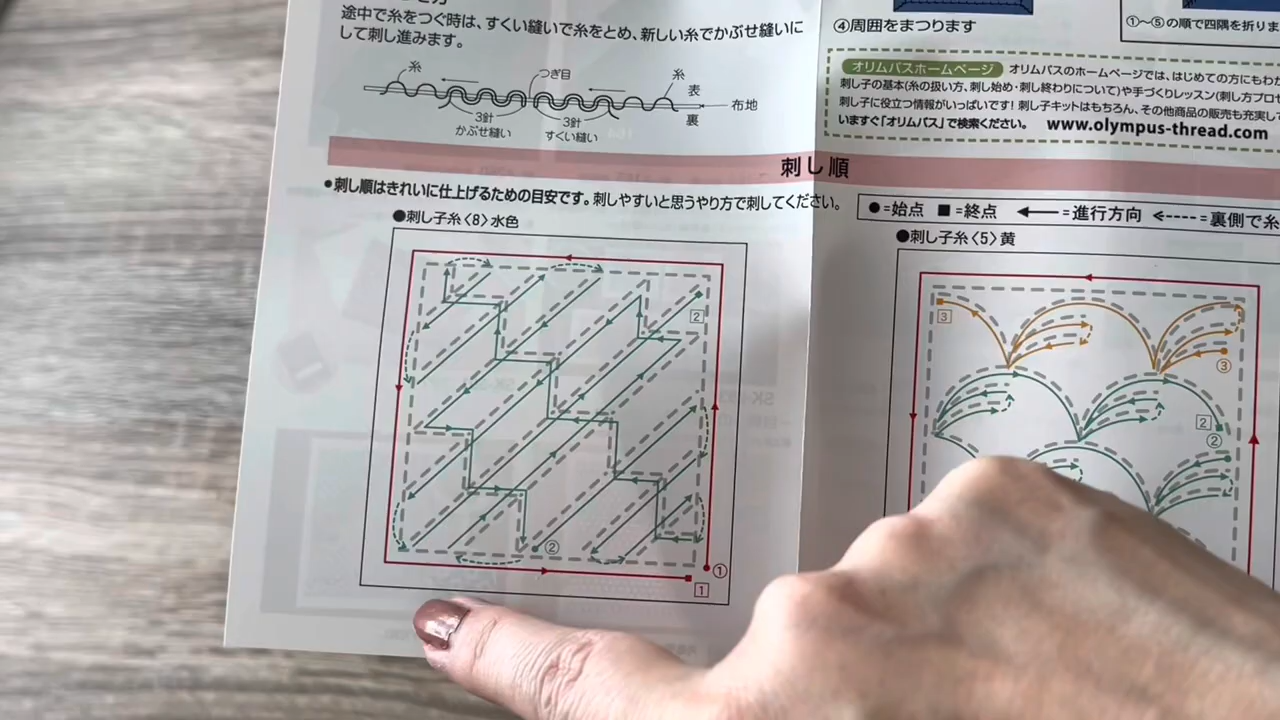 途中で糸をつぐ時は、すくい縫いで糸をとめ、新しい糸でかぶせ縫いに
して刺し進みます。
糸
つぎ目
糸
表
布地
裏
3針
かぶせ縫い
3針
すくい縫い
④周囲をまつります
①〜⑤の順で四隅を折りま
オリムパスホームページ
オリムパスのホームページでは、はじめての方にもわか
刺し子の基本(糸の扱い方、刺し始め・刺し終わりについて)や手づくりレッスン(刺し方プロセ
刺し子に役立つ情報がいっぱいです!刺し子キットはもちろん、その他商品の販売も充実して
いますぐ「オリムパス」で検索ください。 www.olympus-thread.com
刺し順
●刺し順はきれいに仕上げるための目安です。刺しやすいと思うやり方で刺してください。
●=始点 ■=終点 ←=進行方向 ←----=裏側で糸
●刺し子糸〈8〉水色
2
②
①
1
●刺し子糸〈5〉黄
3
③
2
②